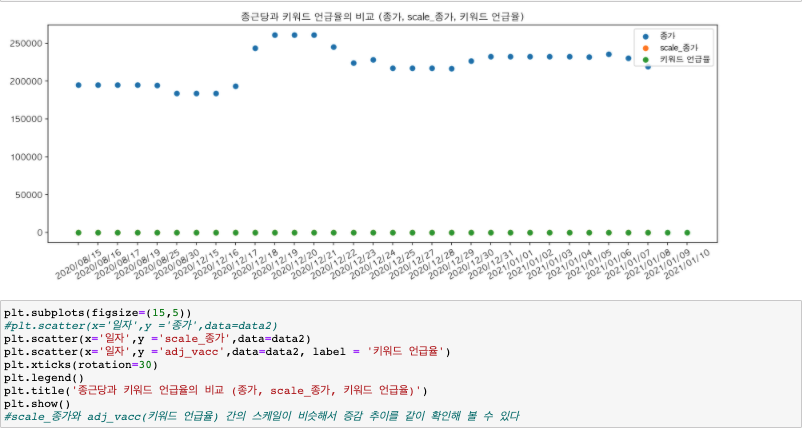 종근당과 키워드 언급율의 비교 (종가, scale_종가, 키워드 언급율)
종가
scale_종가
키워드 언급율
250000
200000
150000
100000
50000
0
2020/08/15
2020/08/16
2020/08/17
2020/08/19
2020/08/25
2020/08/30
2020/12/15
2020/12/16
2020/12/17
2020/12/18
2020/12/19
2020/12/20
2020/12/21
2020/12/22
2020/12/23
2020/12/24
2020/12/25
2020/12/27
2020/12/28
2020/12/29
2020/12/30
2020/12/31
2021/01/01
2021/01/02
2021/01/03
2021/01/04
2021/01/05
2021/01/06
2021/01/07
2021/01/09
2021/01/10
plt.subplots(figsize=(15,5))
#plt.scatter(x='일자',y ='종가',data=data2)
plt.scatter(x='일자',y ='scale_종가',data=data2)
plt.scatter(x='일자',y ='adj_vacc',data=data2, label = '키워드 언급율')
plt.xticks(rotation=30)
plt.legend()
plt.title('종근당과 키워드 언급율의 비교 (종가, scale_종가, 키워드 언급율)')
plt.show()
#scale_종가와 adj_vacc(키워드 언급율) 간의 스케일이 비슷해서 증감 추이를 같이 확인해 볼 수 있다